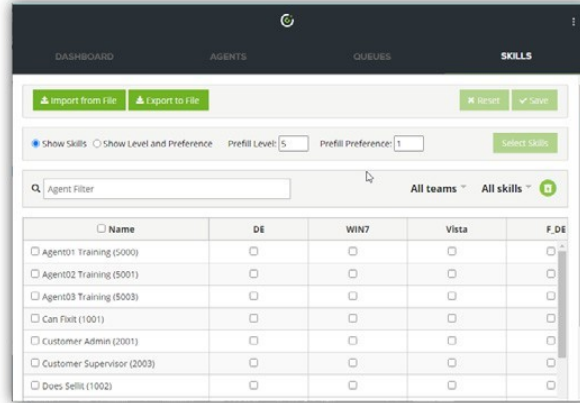 DASHBOARD AGENTS QUEUES SKILLS
Import from File Export to File Reset Save
Show Skills Show Level and Preference Prefill Level: 5 Prefill Preference: 1 Select Skills
Agent Filter All teams All skills
Name DE WIN7 Vista F_DE
Agent01 Training (5000)
Agent02 Training (5001)
Agent03 Training (5003)
Can Fixit (1001)
Customer Admin (2001)
Customer Supervisor (2003)
Does Sellit (1002)